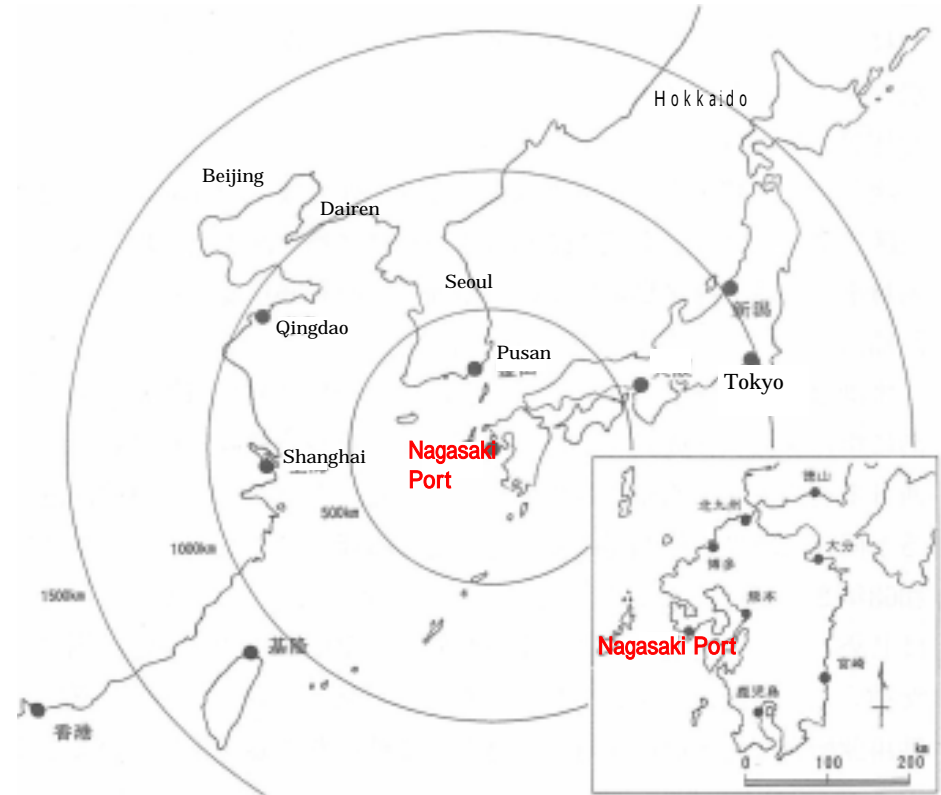 Hokkaido
Beijing
Dairen
Seoul
新潟
Qingdao
Pusan
Tokyo
Nagasaki
Port
Shanghai
500km
1000km
1500km
基隆
香港
徳山
北九州
大分
博多
熊本
Nagasaki Port
宮崎
鹿児島
km
0 100 200